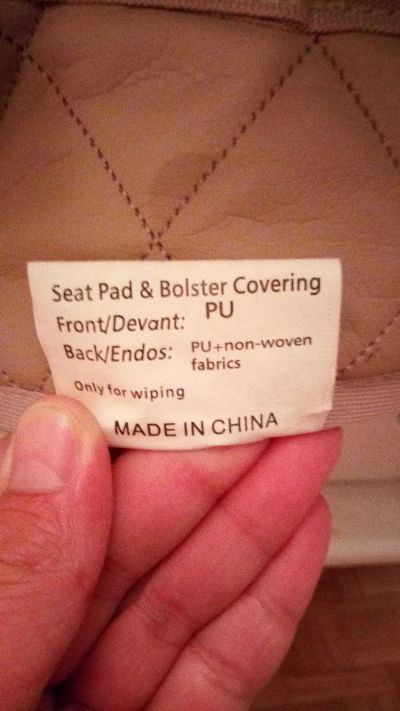 Seat Pad & Bolster Covering
Front/Devant: PU
Back/Endos: PU+non-woven
fabrics
Only for wiping
MADE IN CHINA